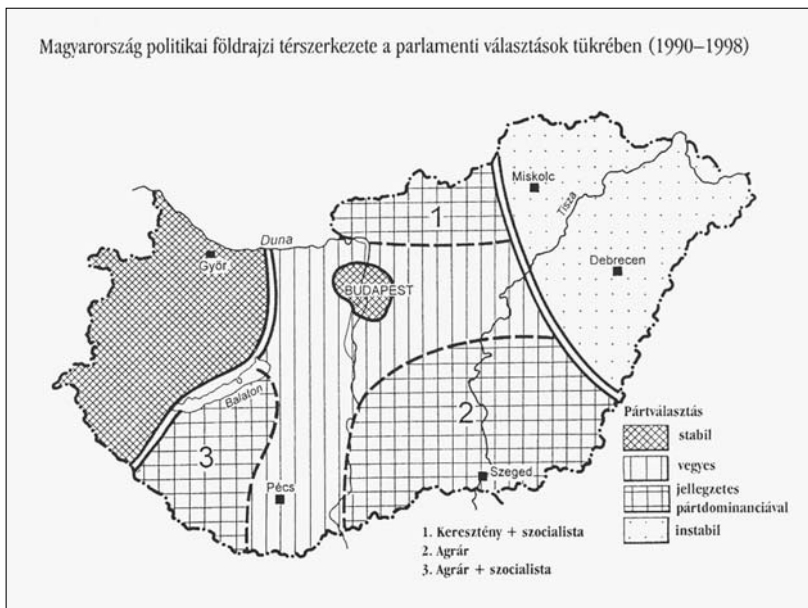 Magyarország politikai földrajzi térszerkezete a parlamenti választások tükrében (1990–1998)
Miskolc
Tisza
1
Duna
Győr
Debrecen
BUDAPEST
Balalon
2
3
Pécs
Szeged
Pártválasztás
stabil
vegyes
jellegzetes
pártdominanciával
instabil
1. Keresztény + szocialista
2. Agrár
3. Agrár + szocialista